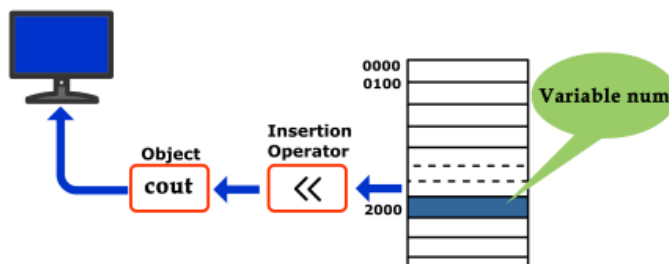 0000
0100
Variable num
Insertion
Operator
Object
cout
<<
2000